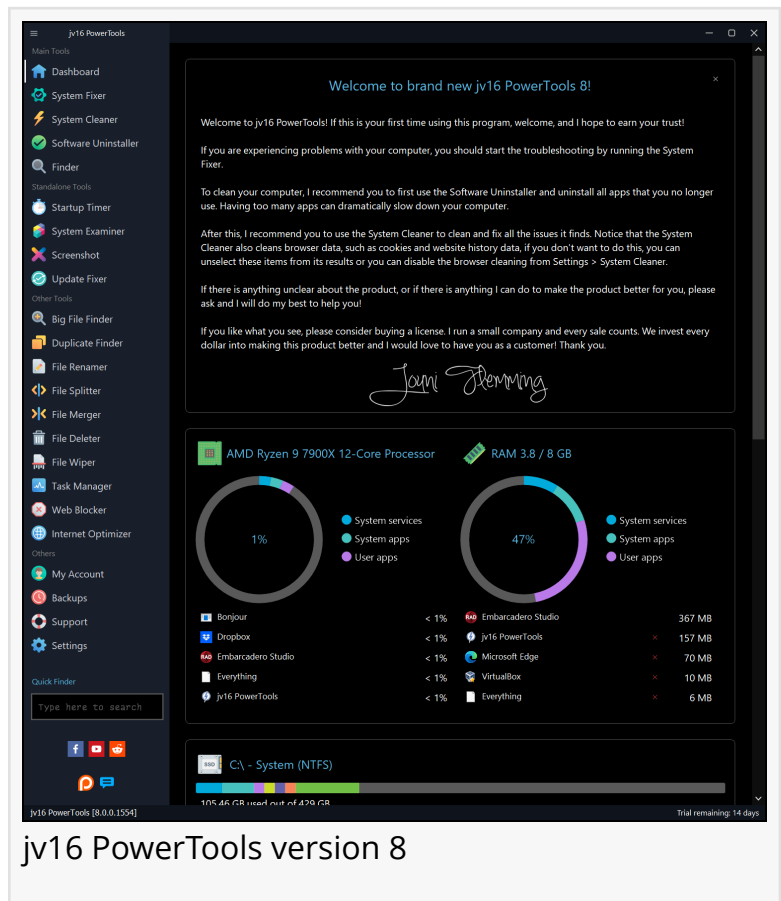 jv16 PowerTools
Main Tools
Dashboard
System Fixer
System Cleaner
Software Uninstaller
Finder
Standalone Tools
Startup Timer
System Examiner
Screenshot
Update Fixer
Other Tools
Big File Finder
Duplicate Finder
File Renamer
File Splitter
File Merger
File Deleter
File Wiper
Task Manager
Web Blocker
Internet Optimizer
Others
My Account
Backups
Support
Settings
Quick Finder
Type here to search
jv16 PowerTools [8.0.0.1554]
Welcome to brand new jv16 PowerTools 8!
Welcome to jv16 PowerTools! If this is your first time using this program, welcome, and I hope to earn your trust!
If you are experiencing problems with your computer, you should start the troubleshooting by running the System
Fixer.
To clean your computer, I recommend you to first use the Software Uninstaller and uninstall all apps that you no longer
use. Having too many apps can dramatically slow down your computer.
After this, I recommend you to use the System Cleaner to clean and fix all the issues it finds. Notice that the System
Cleaner also cleans browser data, such as cookies and website history data, if you don't want to do this, you can
unselect these items from its results or you can disable the browser cleaning from Settings > System Cleaner.
If there is anything unclear about the product, or if there is anything I can do to make the product better for you, please
ask and I will do my best to help you!
If you like what you see, please consider buying a license. I run a small company and every sale counts. We invest every
dollar into making this product better and I would love to have you as a customer! Thank you.
Jouni Flemming
AMD Ryzen 9 7900X 12-Core Processor
1%
System services
System apps
User apps
Bonjour < 1%
Dropbox < 1%
RAD Embarcadero Studio < 1%
Everything < 1%
jv16 PowerTools < 1%
RAM 3.8 / 8 GB
47%
System services
System apps
User apps
RAD Embarcadero Studio 367 MB
jv16 PowerTools × 157 MB
Microsoft Edge × 70 MB
VirtualBox × 10 MB
Everything × 6 MB
SSD C:\ - System (NTFS)
105.46 GB used out of 429 GB
Trial remaining: 14 days
jv16 PowerTools version 8